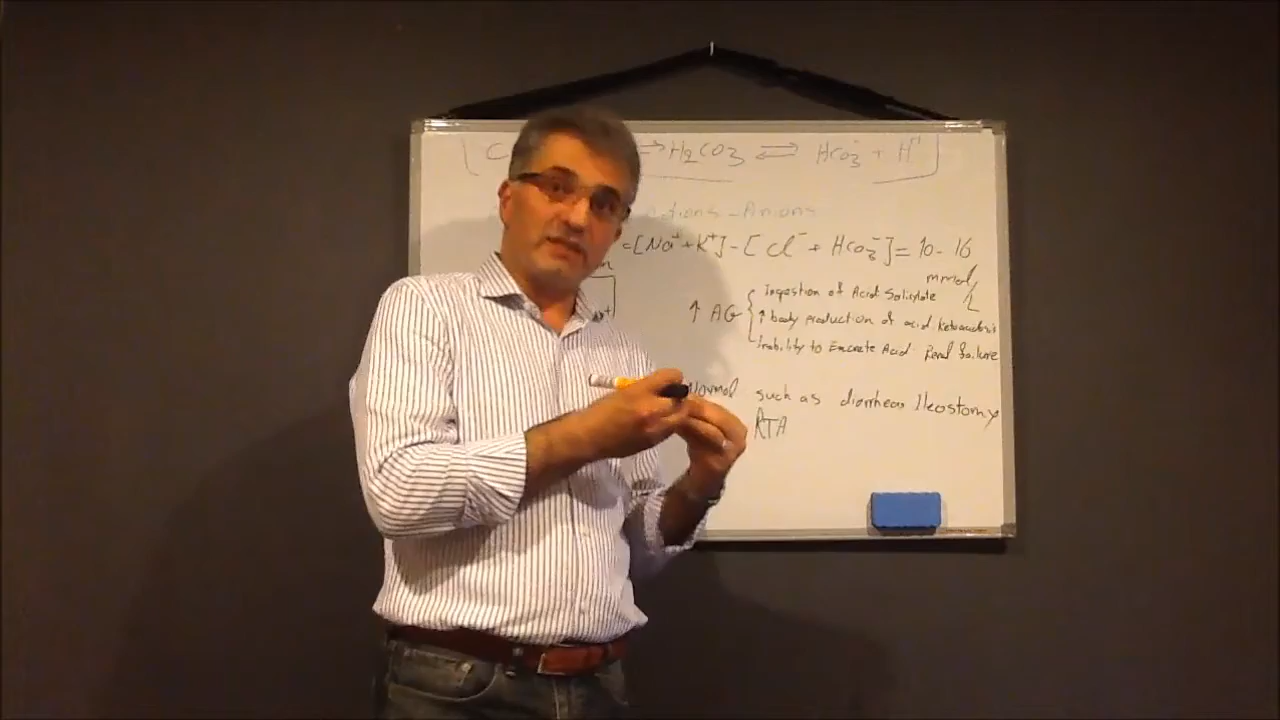 C ⇌ H2CO3 ⇌ HCO3- + H+
Cations - Anions
= [Na+ + K+] - [Cl- + HCO3-] = 10 - 16
mmol/L
↑ AG { Ingestion of Acid Salicylate
↑ body production of acid. Ketoacidosis
Inability to Excrete Acid. Renal failure
Normal such as diarrhea, Ileostomy
RTA